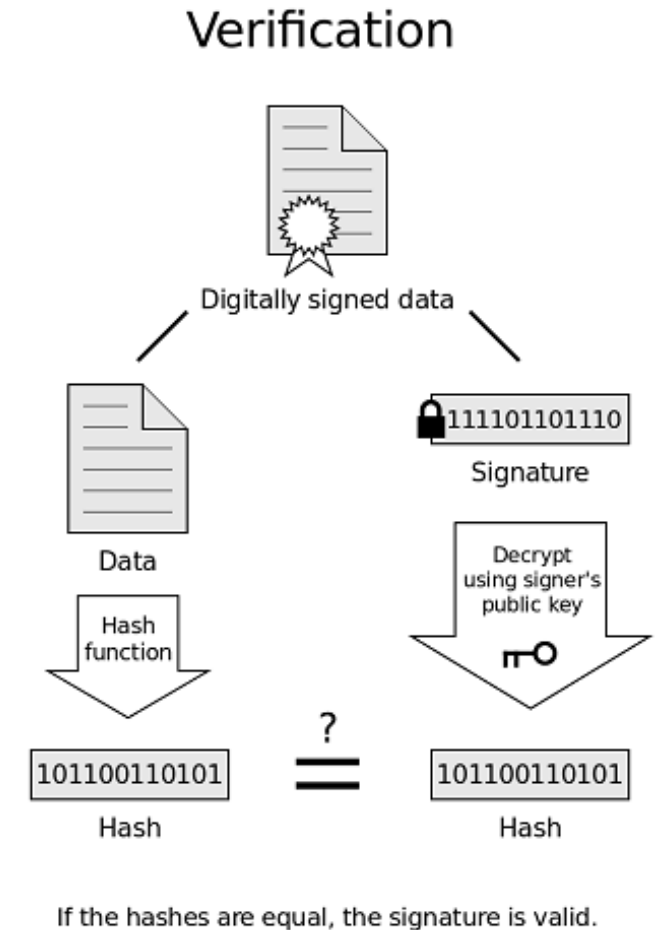 Verification
Digitally signed data
111101101110
Signature
Data
Decrypt
using signer's
public key
Hash
function
?
101100110101
101100110101
Hash
Hash
If the hashes are equal, the signature is valid.